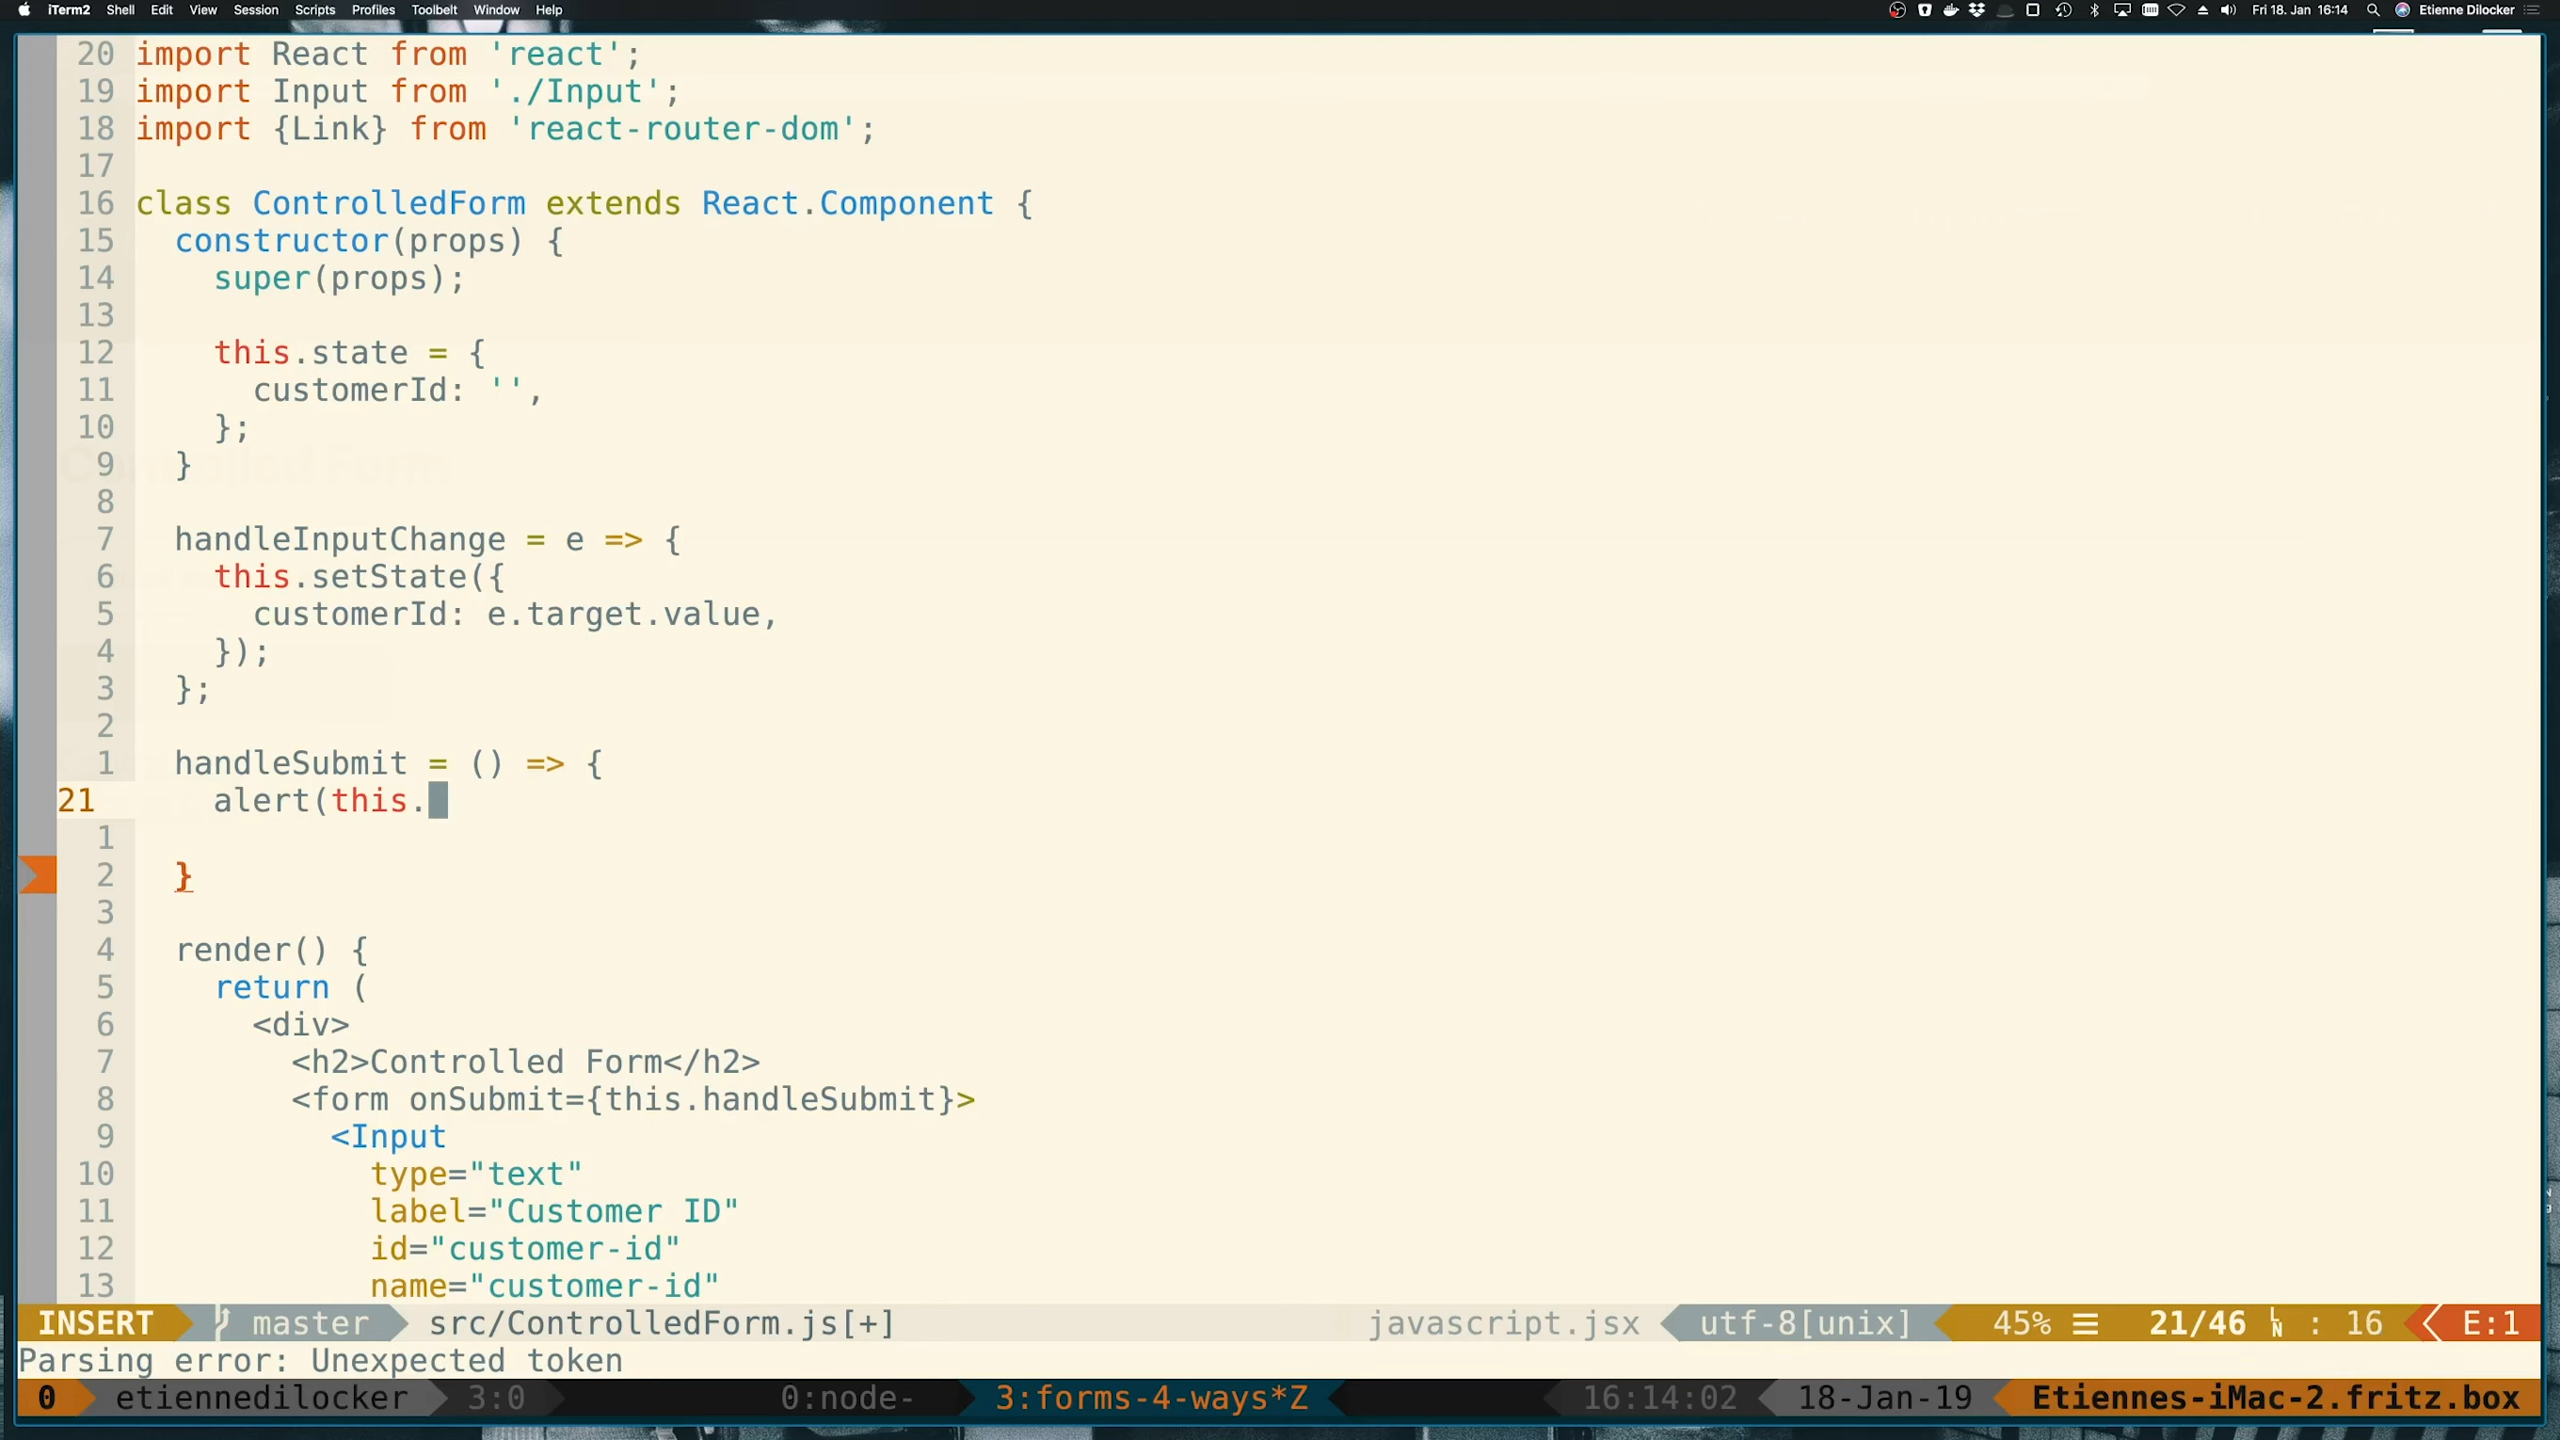 iTerm2 Shell Edit View Session Scripts Profiles Toolbelt Window Help Fri 18. Jan 16:14 Etienne Dilocker
20 import React from 'react';
19 import Input from './Input';
18 import {Link} from 'react-router-dom';
17
16 class ControlledForm extends React.Component {
15   constructor(props) {
14     super(props);
13
12     this.state = {
11       customerId: '',
10     };
9   }
8
7   handleInputChange = e => {
6     this.setState({
5       customerId: e.target.value,
4     });
3   };
2
1   handleSubmit = () => {
21     alert(this.
1
2   }
3
4   render() {
5     return (
6       <div>
7         <h2>Controlled Form</h2>
8         <form onSubmit={this.handleSubmit}>
9           <Input
10             type="text"
11             label="Customer ID"
12             id="customer-id"
13             name="customer-id"
INSERT master src/ControlledForm.js[+] javascript.jsx utf-8[unix] 45% ☰ 21/46 ㏑ : 16 E:1
Parsing error: Unexpected token
0 etiennedilocker 3:0 0:node- 3:forms-4-ways*Z 16:14:02 18-Jan-19 Etiennes-iMac-2.fritz.box